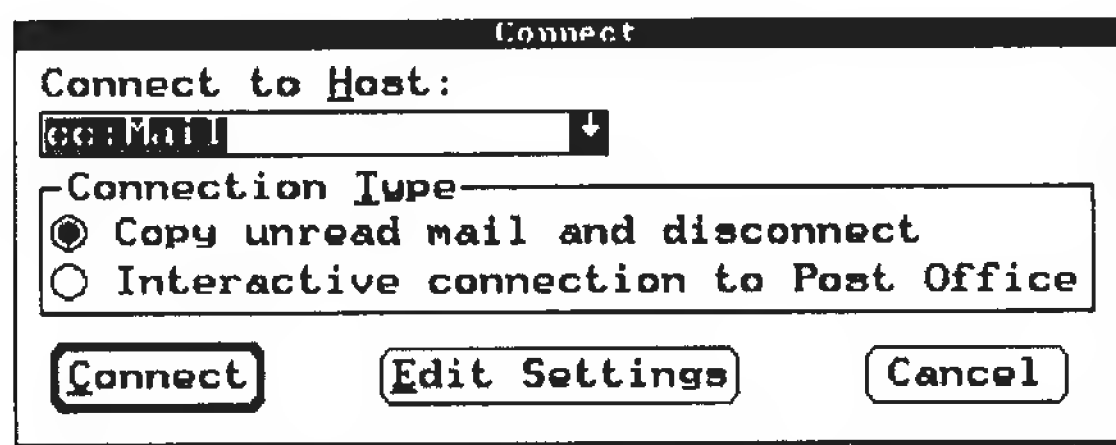 Connect
Connect to Host:
cc:Mail
Connection Type
Copy unread mail and disconnect
Interactive connection to Post Office
Connect Edit Settings Cancel